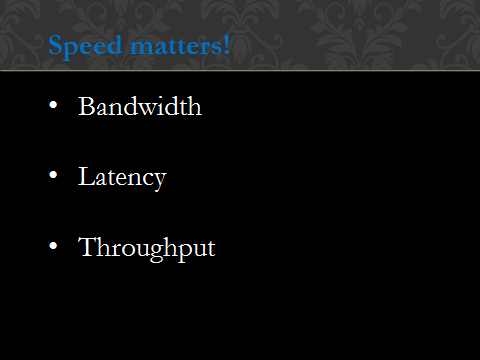 Speed matters!
• Bandwidth
• Latency
• Throughput